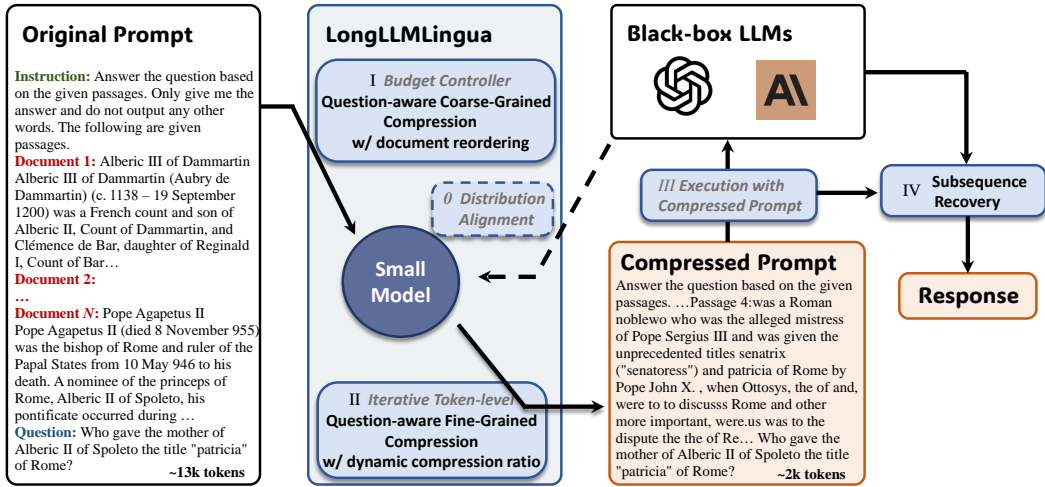 Original Prompt
Instruction: Answer the question based
on the given passages. Only give me the
answer and do not output any other
words. The following are given
passages.
Document 1: Alberic III of Dammartin
Alberic III of Dammartin (Aubry de
Dammartin) (c. 1138 – 19 September
1200) was a French count and son of
Alberic II, Count of Dammartin, and
Clémence de Bar, daughter of Reginald
I, Count of Bar…
Document 2:
…
Document N: Pope Agapetus II
Pope Agapetus II (died 8 November 955)
was the bishop of Rome and ruler of the
Papal States from 10 May 946 to his
death. A nominee of the princeps of
Rome, Alberic II of Spoleto, his
pontificate occurred during …
Question: Who gave the mother of
Alberic II of Spoleto the title "patricia"
of Rome?
~13k tokens
LongLLMLingua
I Budget Controller
Question-aware Coarse-Grained
Compression
w/ document reordering
0 Distribution
Alignment
Small
Model
II Iterative Token-level
Question-aware Fine-Grained
Compression
w/ dynamic compression ratio
Black-box LLMs
AI
III Execution with
Compressed Prompt
IV Subsequence
Recovery
Compressed Prompt
Answer the question based on the given
passages. …Passage 4:was a Roman
noblewo who was the alleged mistress
of Pope Sergius III and was given the
unprecedented titles senatrix
("senatoress") and patricia of Rome by
Pope John X. , when Ottosys, the of and,
were to to discusss Rome and other
more important, were.us was to the
dispute the the of Re… Who gave the
mother of Alberic II of Spoleto the title
"patricia" of Rome?
~2k tokens
Response